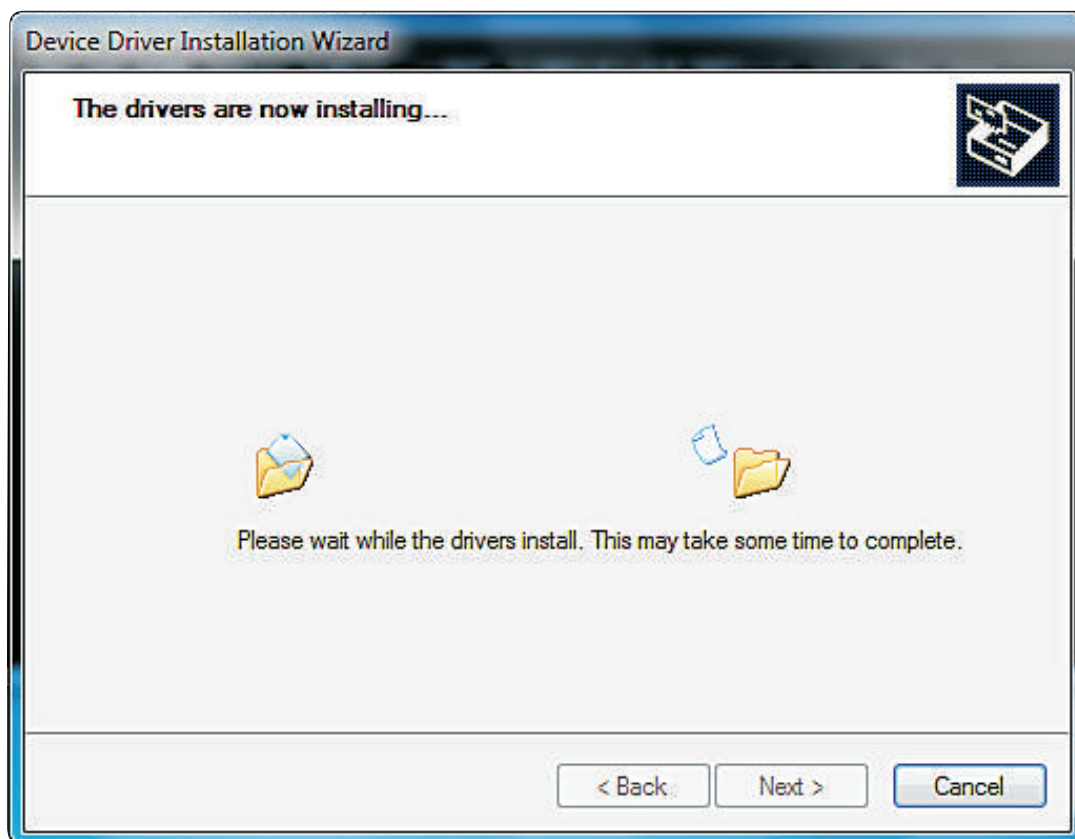 Device Driver Installation Wizard
The drivers are now installing...
Please wait while the drivers install. This may take some time to complete.
< Back
Next >
Cancel